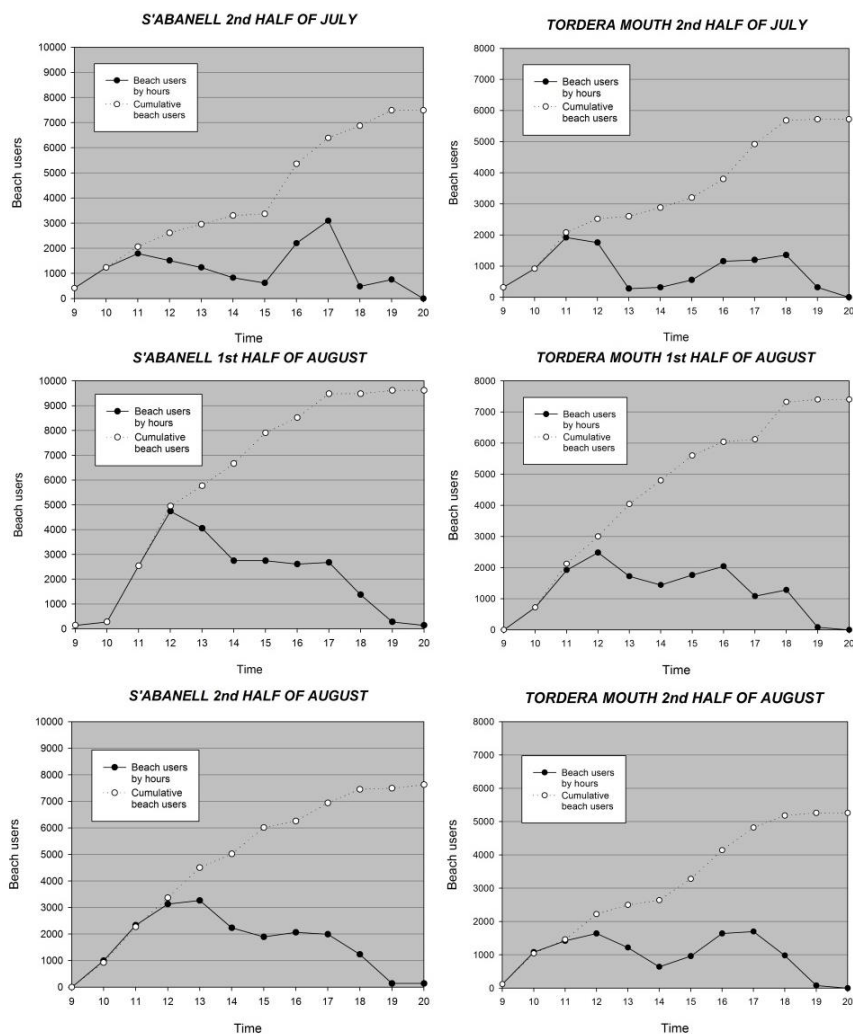 S'ABANELL 2nd HALF OF JULY
10000
9000
8000
7000
6000
5000
4000
3000
2000
1000
0
Beach users
Beach users
by hours
Cumulative
beach users
9 10 11 12 13 14 15 16 17 18 19 20
Time
TORDERA MOUTH 2nd HALF OF JULY
8000
7000
6000
5000
4000
3000
2000
1000
0
Beach users
Beach users
by hours
Cumulative
beach users
9 10 11 12 13 14 15 16 17 18 19 20
Time
S'ABANELL 1st HALF OF AUGUST
10000
9000
8000
7000
6000
5000
4000
3000
2000
1000
0
Beach users
Beach users
by hours
Cumulative
beach users
9 10 11 12 13 14 15 16 17 18 19 20
Time
TORDERA MOUTH 1st HALF OF AUGUST
8000
7000
6000
5000
4000
3000
2000
1000
0
Beach users
Beach users
by hours
Cumulative
beach users
9 10 11 12 13 14 15 16 17 18 19 20
Time
S'ABANELL 2nd HALF OF AUGUST
10000
9000
8000
7000
6000
5000
4000
3000
2000
1000
0
Beach users
Beach users
by hours
Cumulative
beach users
9 10 11 12 13 14 15 16 17 18 19 20
Time
TORDERA MOUTH 2nd HALF OF AUGUST
8000
7000
6000
5000
4000
3000
2000
1000
0
Beach users
Beach users
by hours
Cumulative
beach users
9 10 11 12 13 14 15 16 17 18 19 20
Time